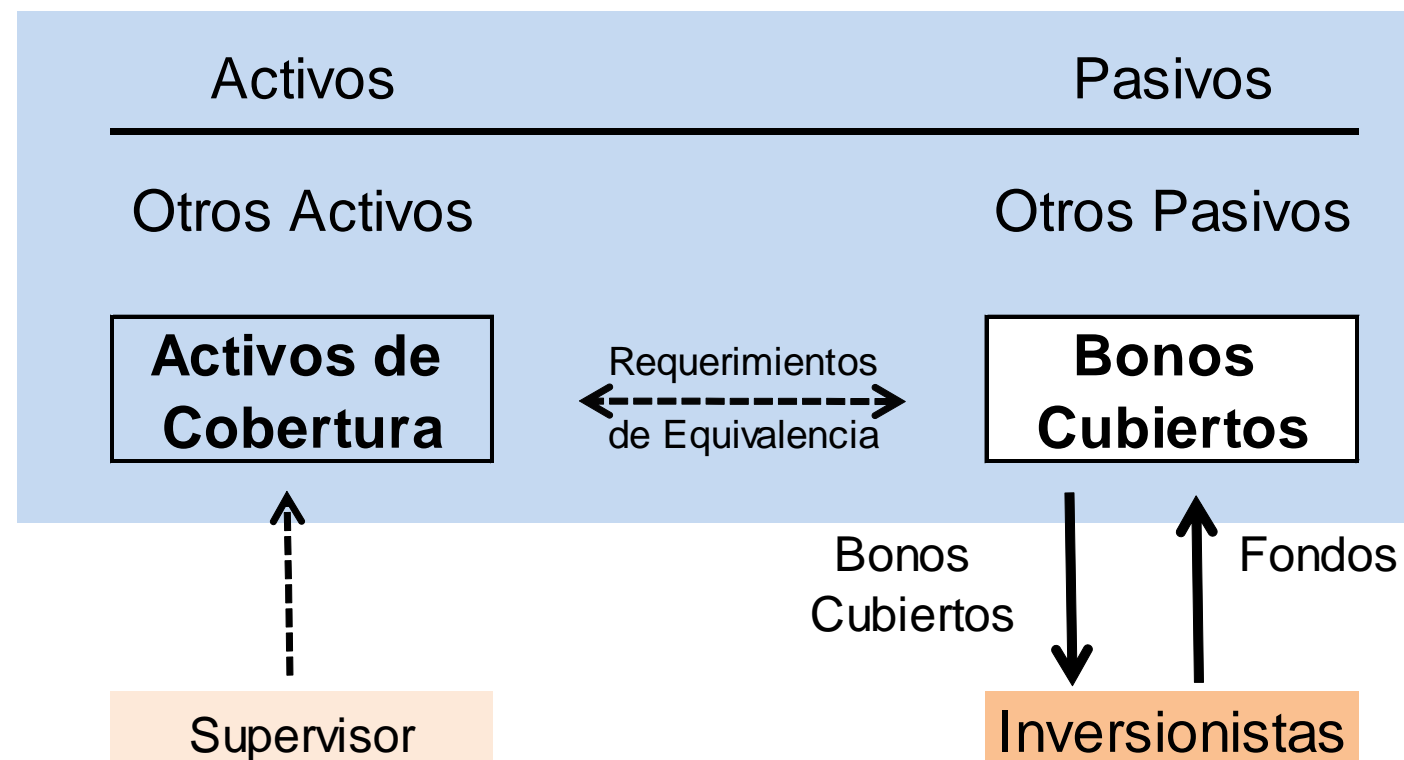 Activos
Pasivos
Otros Activos
Otros Pasivos
Activos de
Cobertura
Requerimientos
de Equivalencia
Bonos
Cubiertos
Bonos
Cubiertos
Fondos
Supervisor
Inversionistas